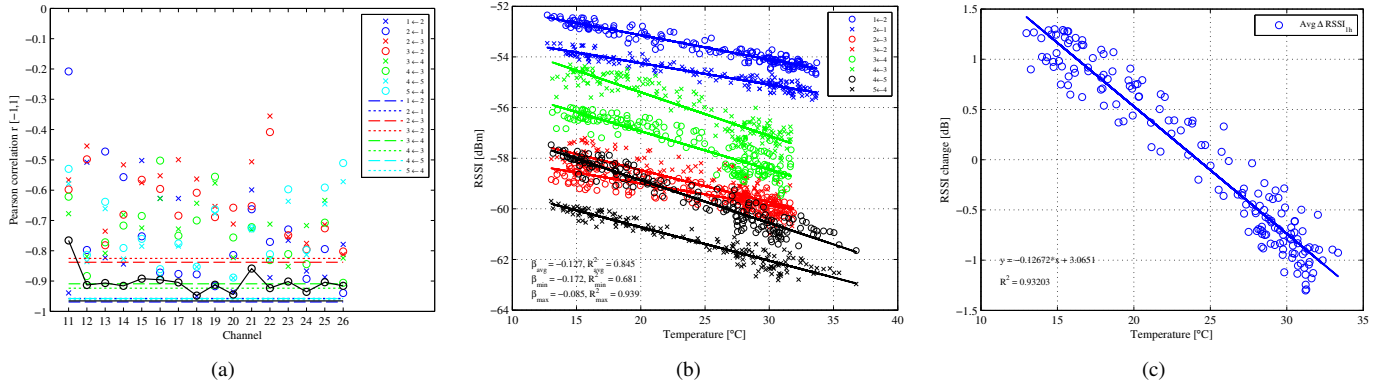 0
−0.1
−0.2
−0.3
−0.4
−0.5
−0.6
−0.7
−0.8
−0.9
−1
Pearson correlation r [−1,1]
11 12 13 14 15 16 17 18 19 20 21 22 23 24 25 26
Channel
1 ← 2
2 ← 1
2 ← 3
3 ← 2
3 ← 4
4 ← 3
4 ← 5
5 ← 4
1 ← 2
2 ← 1
2 ← 3
3 ← 2
3 ← 4
4 ← 3
4 ← 5
5 ← 4
(a)
−52
−54
−56
−58
−60
−62
−64
RSSI [dBm]
1←2
2←1
2←3
3←2
3←4
4←3
4←5
5←4
β_avg = −0.127, R²_avg = 0.845
β_min = −0.172, R²_min = 0.681
β_max = −0.085, R²_max = 0.939
10 15 20 25 30 35 40
Temperature [°C]
(b)
1.5
1
0.5
0
−0.5
−1
−1.5
RSSI change [dB]
Avg Δ RSSI_1h
y = −0.12672*x + 3.0651
R² = 0.93203
10 15 20 25 30 35
Temperature [°C]
(c)